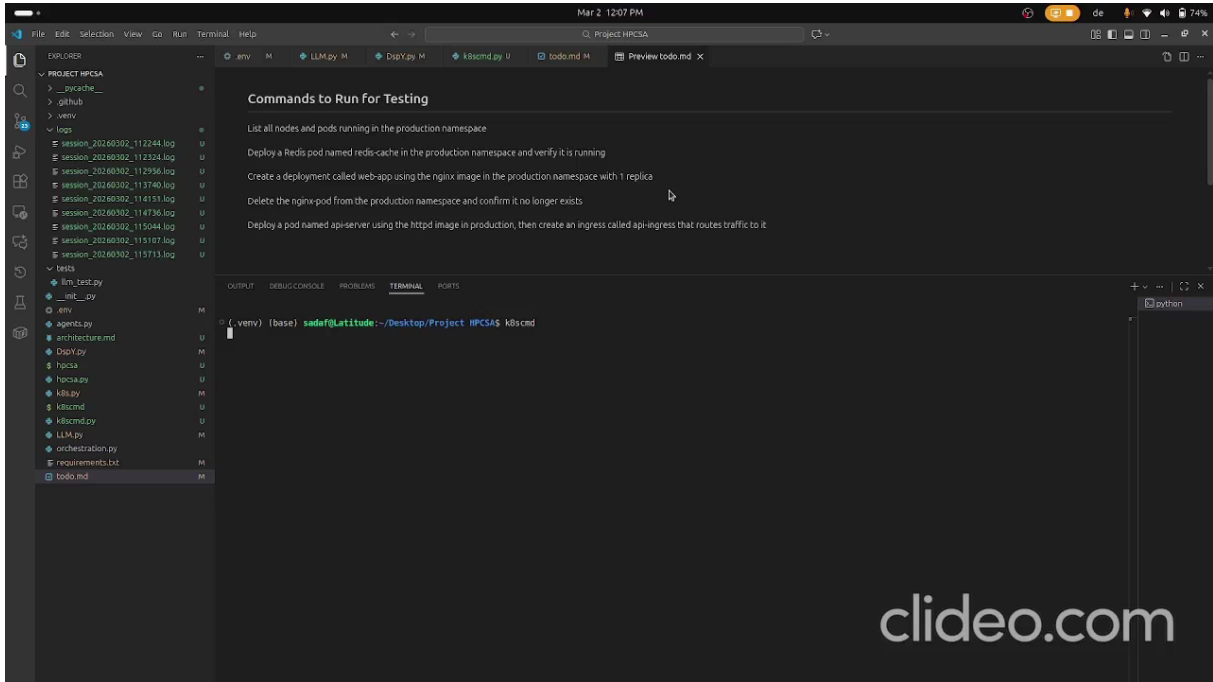 Mar 2 12:07 PM
de
74%
File Edit Selection View Go Run Terminal Help
Project HPCSA
EXPLORER
.env M
LLM.py M
DspY.py M
k8scmd.py U
todo.md M
Preview todo.md
PROJECT HPCSA
__pycache__
.github
.venv
logs
session_20260302_112244.log U
session_20260302_112324.log U
session_20260302_112956.log U
session_20260302_113740.log U
session_20260302_114151.log U
session_20260302_114736.log U
session_20260302_115044.log U
session_20260302_115107.log U
session_20260302_115713.log U
tests
llm_test.py
__init__.py
.env M
agents.py
architecture.md U
DspY.py M
hpcsa U
hpcsa.py U
k8s.py M
k8scmd U
k8scmd.py U
LLM.py M
orchestration.py
requirements.txt M
todo.md M
23
Commands to Run for Testing
List all nodes and pods running in the production namespace
Deploy a Redis pod named redis-cache in the production namespace and verify it is running
Create a deployment called web-app using the nginx image in the production namespace with 1 replica
Delete the nginx-pod from the production namespace and confirm it no longer exists
Deploy a pod named api-server using the httpd image in production, then create an ingress called api-ingress that routes traffic to it
OUTPUT DEBUG CONSOLE PROBLEMS TERMINAL PORTS
python
(.venv) (base) sadaf@Latitude:~/Desktop/Project HPCSA$ k8scmd
clideo.com